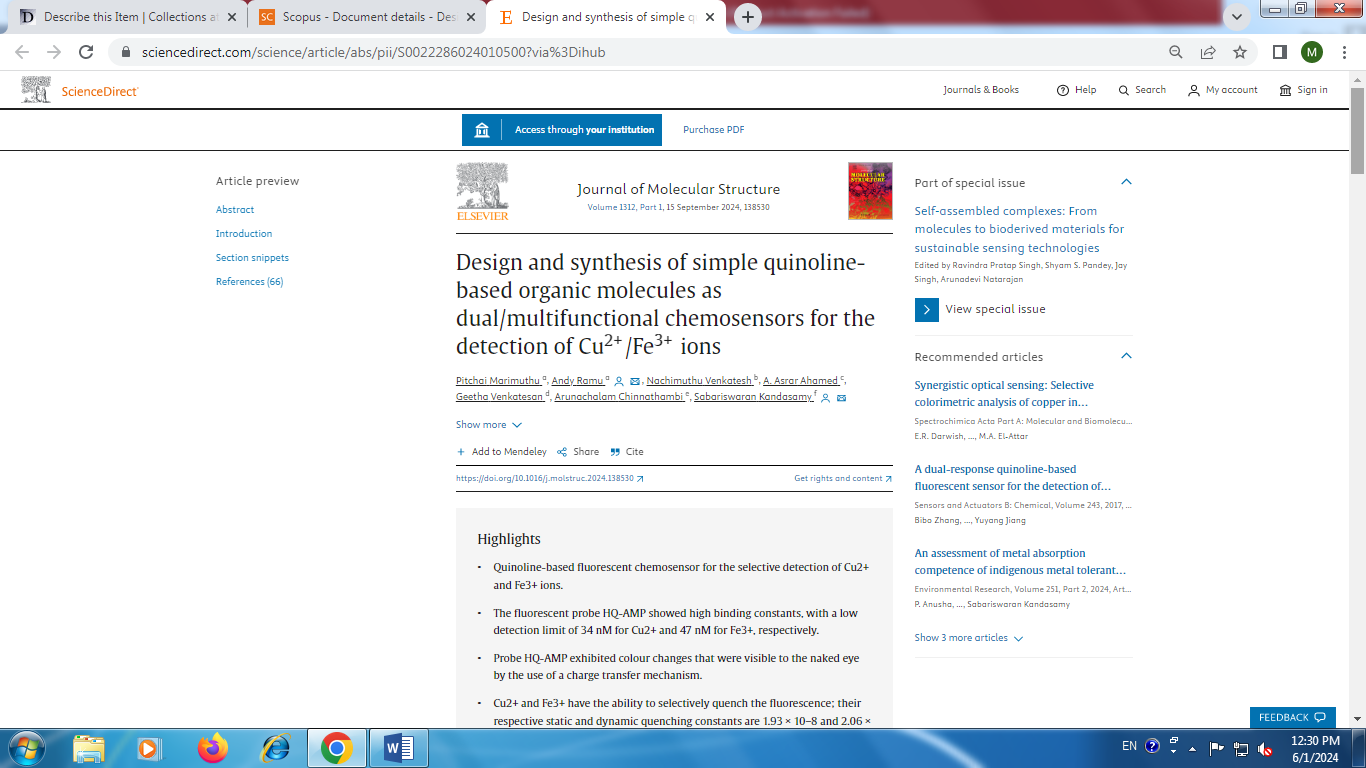 Describe this Item | Collections at
Scopus - Document details - Des
Design and synthesis of simple q
sciencedirect.com/science/article/abs/pii/S0022286024010500?via%3Dihub
M
ScienceDirect
Journals & Books
Help
Search
My account
Sign in
Access through your institution
Purchase PDF
Article preview
Abstract
Introduction
Section snippets
References (66)
ELSEVIER
Journal of Molecular Structure
Volume 1312, Part 1, 15 September 2024, 138530
MOLECULAR
STRUCTURE
Design and synthesis of simple quinoline-
based organic molecules as
dual/multifunctional chemosensors for the
detection of Cu2+ /Fe3+ ions
Pitchai Marimuthu a, Andy Ramu a, Nachimuthu Venkatesh b, A. Asrar Ahamed c,
Geetha Venkatesan d, Arunachalam Chinnathambi e, Sabariswaran Kandasamy f
Show more
Add to Mendeley
Share
Cite
https://doi.org/10.1016/j.molstruc.2024.138530
Get rights and content
Highlights
• Quinoline-based fluorescent chemosensor for the selective detection of Cu2+
and Fe3+ ions.
• The fluorescent probe HQ-AMP showed high binding constants, with a low
detection limit of 34 nM for Cu2+ and 47 nM for Fe3+, respectively.
• Probe HQ-AMP exhibited colour changes that were visible to the naked eye
by the use of a charge transfer mechanism.
• Cu2+ and Fe3+ have the ability to selectively quench the fluorescence; their
respective static and dynamic quenching constants are 1.93 × 10−8 and 2.06 ×
Part of special issue
Self-assembled complexes: From
molecules to bioderived materials for
sustainable sensing technologies
Edited by Ravindra Pratap Singh, Shyam S. Pandey, Jay
Singh, Arunadevi Natarajan
View special issue
Recommended articles
Synergistic optical sensing: Selective
colorimetric analysis of copper in…
Spectrochimica Acta Part A: Molecular and Biomolecu…
E.R. Darwish, …, M.A. El-Attar
A dual-response quinoline-based
fluorescent sensor for the detection of…
Sensors and Actuators B: Chemical, Volume 243, 2017, …
Bibo Zhang, …, Yuyang Jiang
An assessment of metal absorption
competence of indigenous metal tolerant…
Environmental Research, Volume 251, Part 2, 2024, Art…
P. Anusha, …, Sabariswaran Kandasamy
Show 3 more articles
FEEDBACK
EN
12:30 PM
6/1/2024